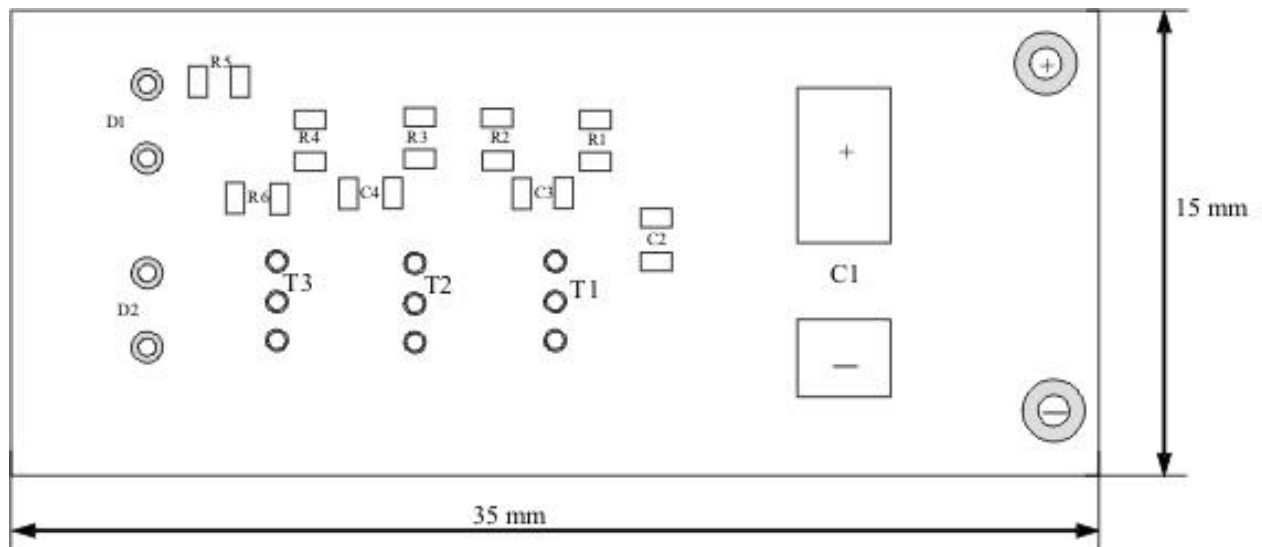 +
R5
D1
R4
R3
R2
R1
+
R6
C4
C3
15 mm
C2
T3
T2
T1
C1
D2
—
—
35 mm